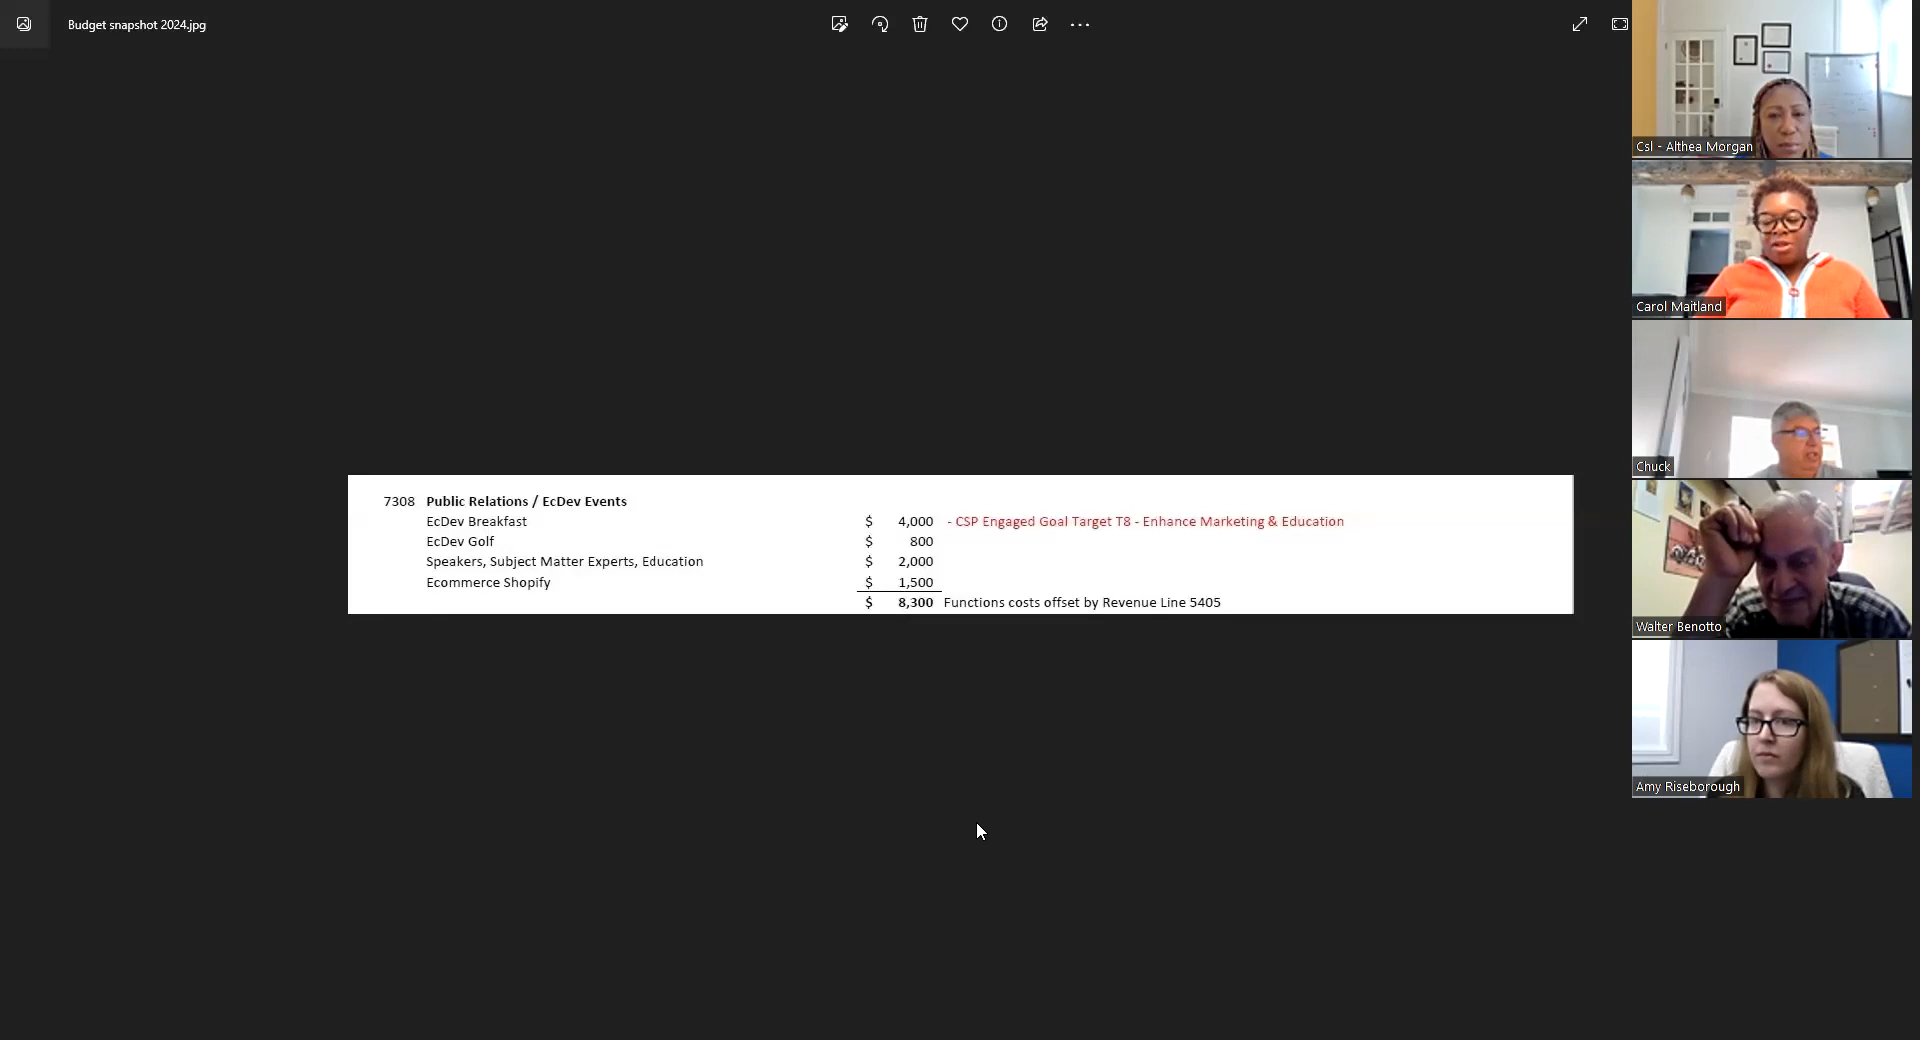 Budget snapshot 2024.jpg
7308 Public Relations / EcDev Events
EcDev Breakfast $ 4,000 - CSP Engaged Goal Target T8 - Enhance Marketing & Education
EcDev Golf $ 800
Speakers, Subject Matter Experts, Education $ 2,000
Ecommerce Shopify $ 1,500
$ 8,300 Functions costs offset by Revenue Line 5405
Csl - Althea Morgan
Carol Maitland
Chuck
Walter Benotto
Amy Riseborough